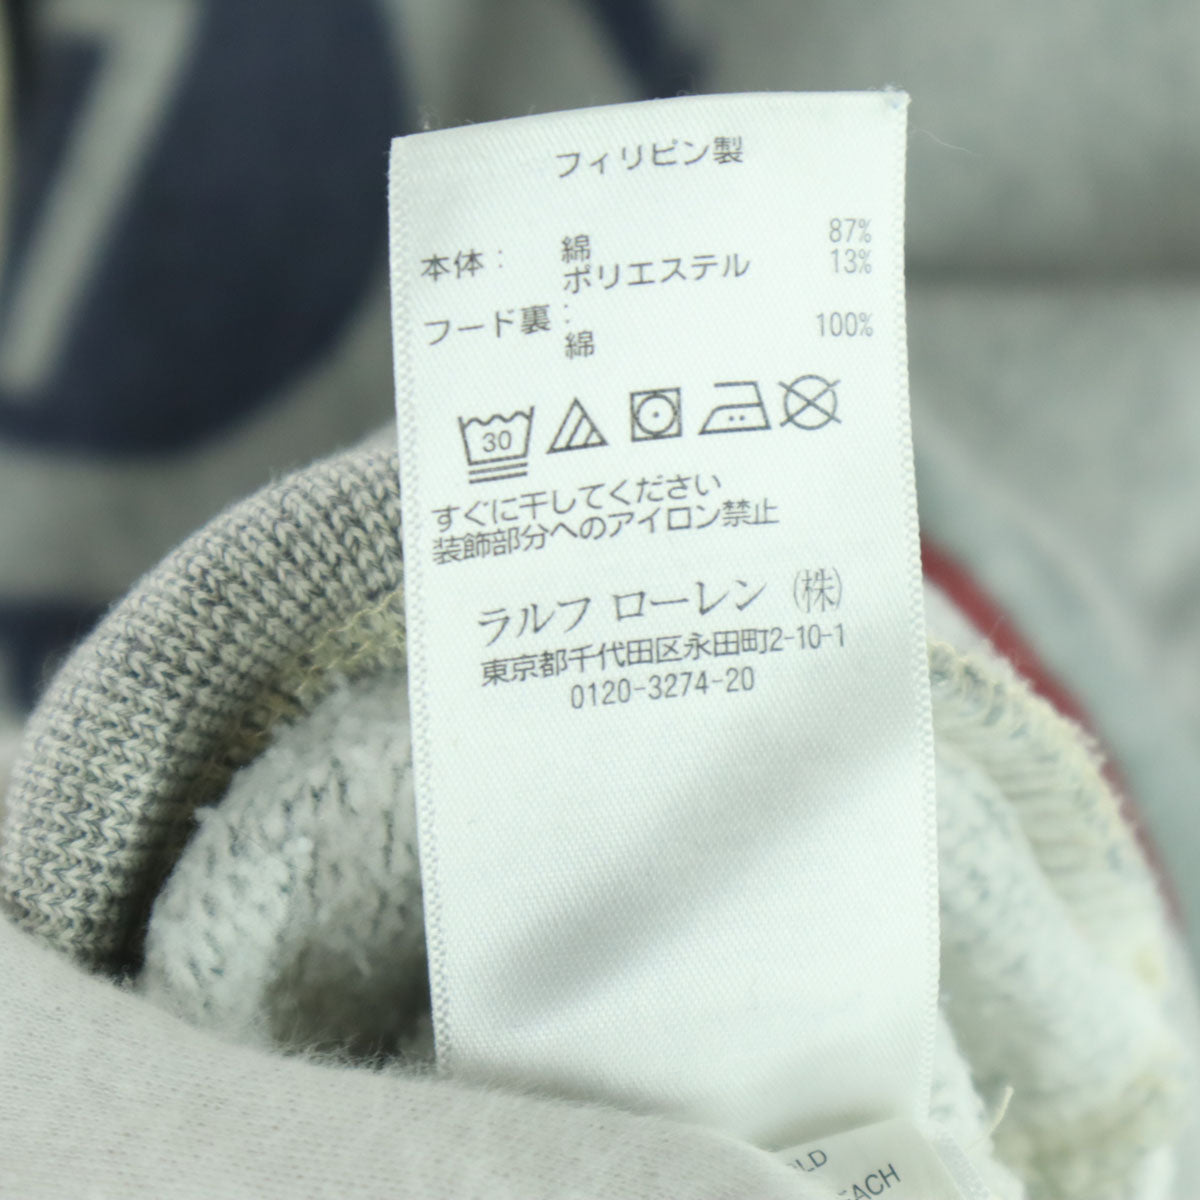 フィリピン製
本体： 綿 87%
ポリエステル 13%
フード裏：
綿 100%
30
すぐに干してください
装飾部分へのアイロン禁止
ラルフ ローレン（株）
東京都千代田区永田町2-10-1
0120-3274-20
7